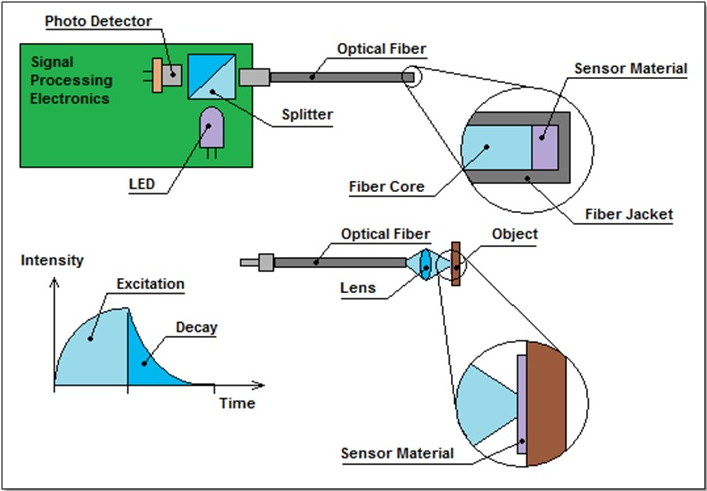 Photo Detector
Signal
Processing
Electronics
Optical Fiber
Sensor Material
Splitter
LED
Fiber Core
Fiber Jacket
Optical Fiber
Object
Lens
Intensity
Excitation
Decay
Time
Sensor Material